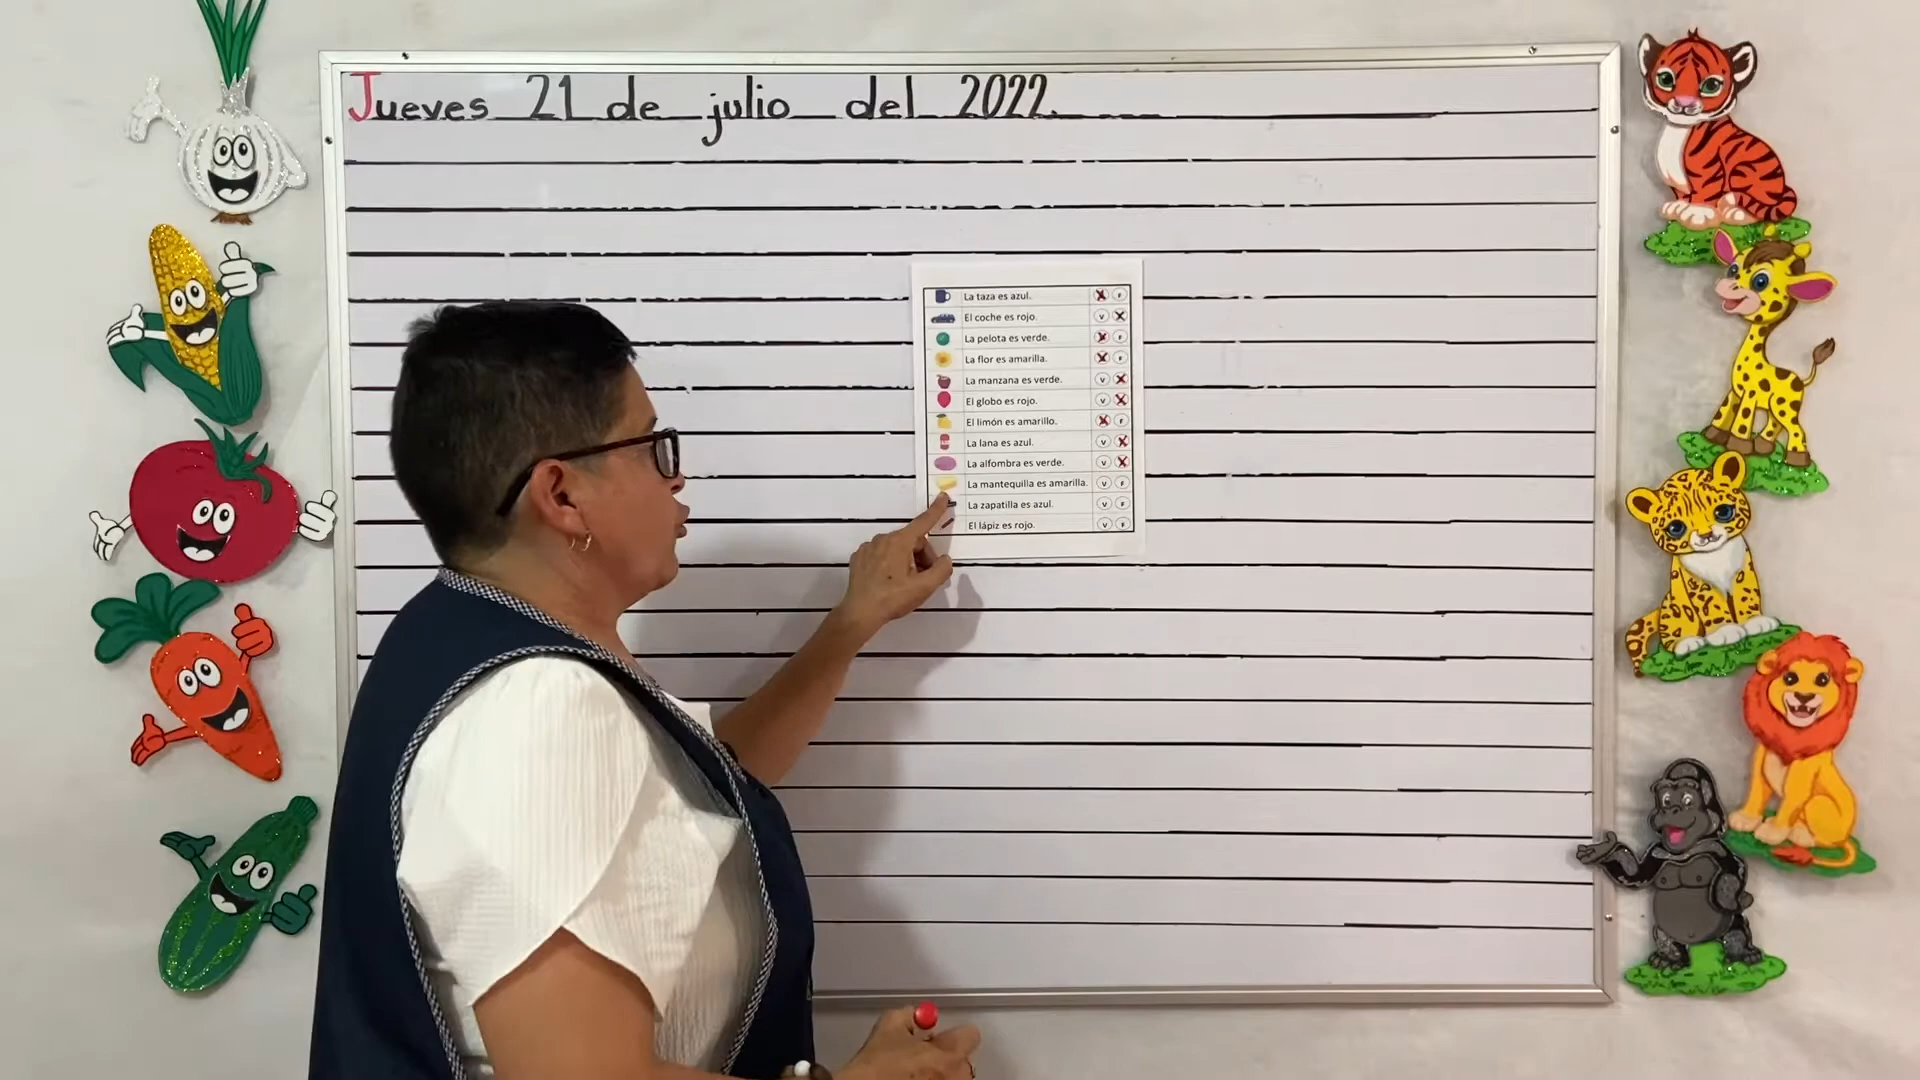 Jueves 21 de julio del 2022.
La taza es azul. F
El coche es rojo. V
La pelota es verde. F
La flor es amarilla. F
La manzana es verde. V
El globo es rojo. V
El limón es amarillo. F
La lana es azul. V
La alfombra es verde. V
La mantequilla es amarilla. V F
La zapatilla es azul. V F
El lápiz es rojo. V F